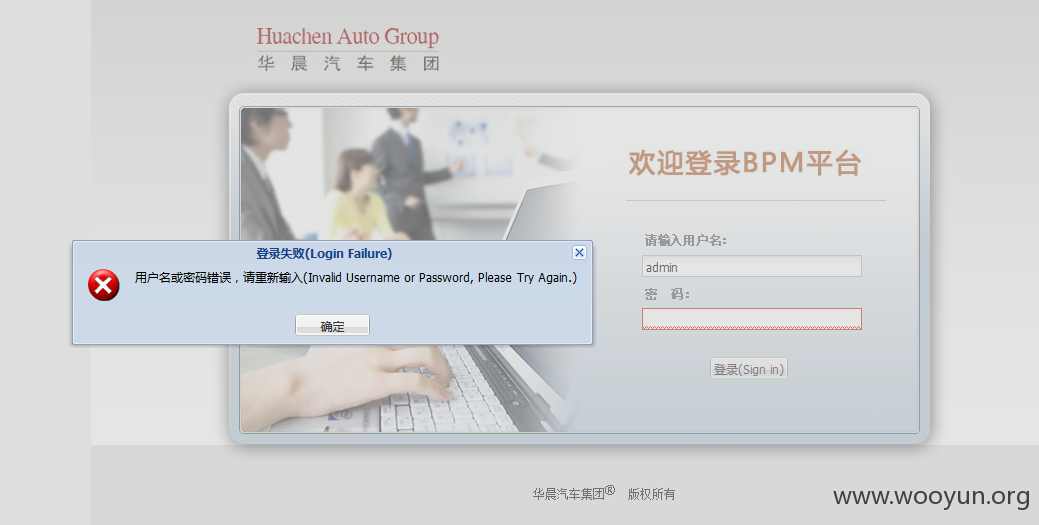 Huachen Auto Group
华晨汽车集团
欢迎登录BPM平台
请输入用户名:
admin
密 码:
登录(Sign in)
登录失败(Login Failure)
用户名或密码错误，请重新输入(Invalid Username or Password, Please Try Again.)
确定
华晨汽车集团® 版权所有
www.wooyun.org